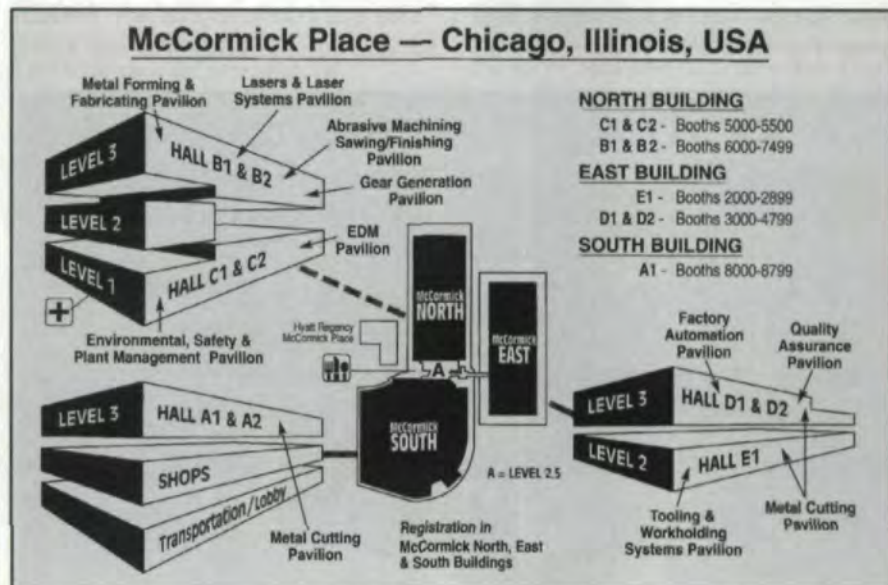 McCormick Place — Chicago, Illinois, USA
Metal Forming &
Fabricating Pavilion
Lasers & Laser
Systems Pavilion
Abrasive Machining
Sawing/Finishing
Pavilion
Gear Generation
Pavilion
EDM
Pavilion
LEVEL 3
HALL B1 & B2
LEVEL 2
LEVEL 1
HALL C1 & C2
Environmental, Safety &
Plant Management Pavilion
NORTH BUILDING
C1 & C2 - Booths 5000-5500
B1 & B2 - Booths 6000-7499
EAST BUILDING
E1 - Booths 2000-2899
D1 & D2 - Booths 3000-4799
SOUTH BUILDING
A1 - Booths 8000-8799
McCormick
NORTH
Hyatt Regency
McCormick Place
McCormick
EAST
A
McCormick
SOUTH
A = LEVEL 2.5
LEVEL 3
HALL A1 & A2
SHOPS
Transportation/Lobby
Metal Cutting
Pavilion
Registration in
McCormick North, East
& South Buildings
Factory
Automation
Pavilion
Quality
Assurance
Pavilion
LEVEL 3
HALL D1 & D2
LEVEL 2
HALL E1
Tooling &
Workholding
Systems Pavilion
Metal Cutting
Pavilion